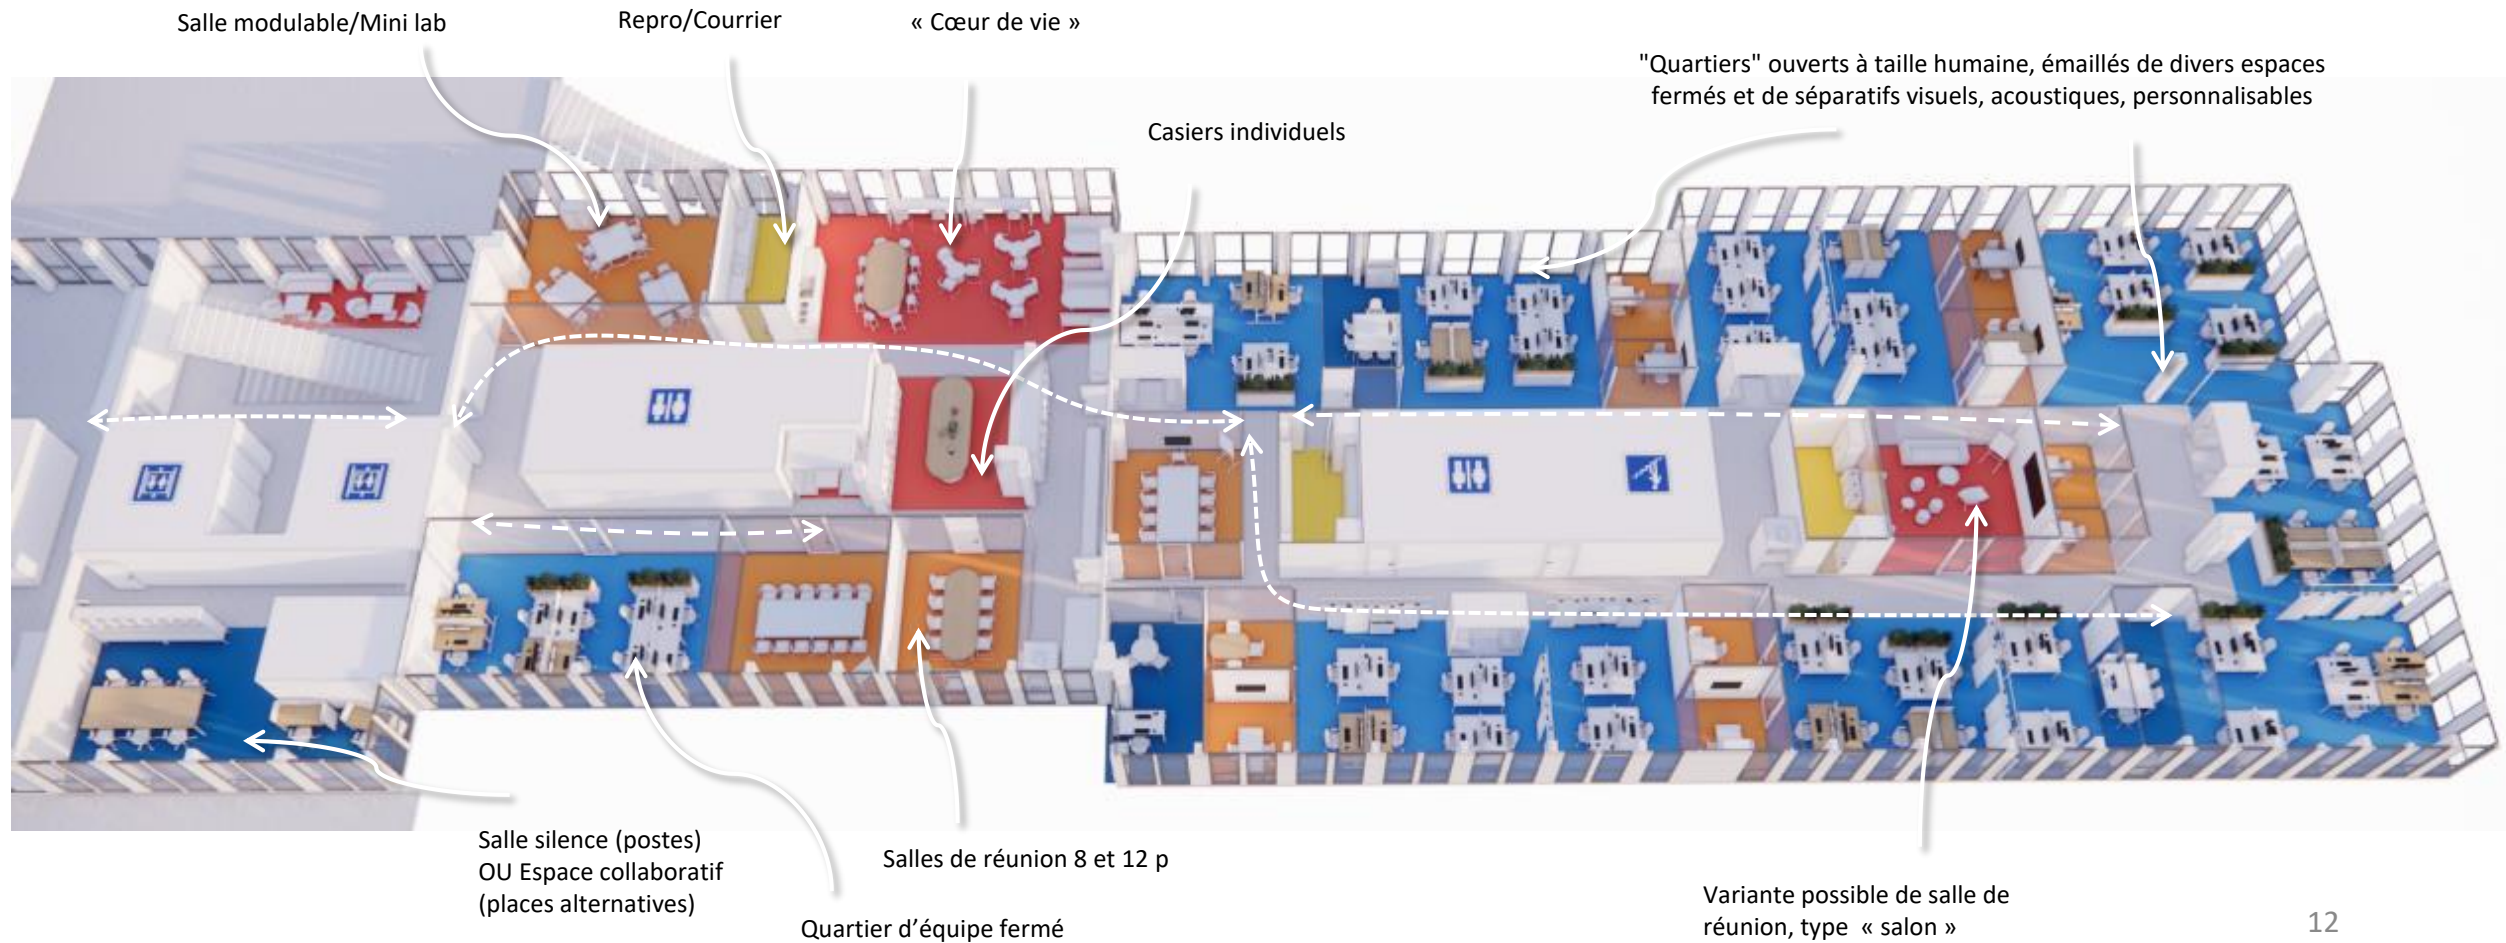 Salle modulable/Mini lab
Repro/Courrier
« Cœur de vie »
"Quartiers" ouverts à taille humaine, émaillés de divers espaces
fermés et de séparatifs visuels, acoustiques, personnalisables
Casiers individuels
Salle silence (postes)
OU Espace collaboratif
(places alternatives)
Salles de réunion 8 et 12 p
Quartier d’équipe fermé
Variante possible de salle de
réunion, type « salon »
12